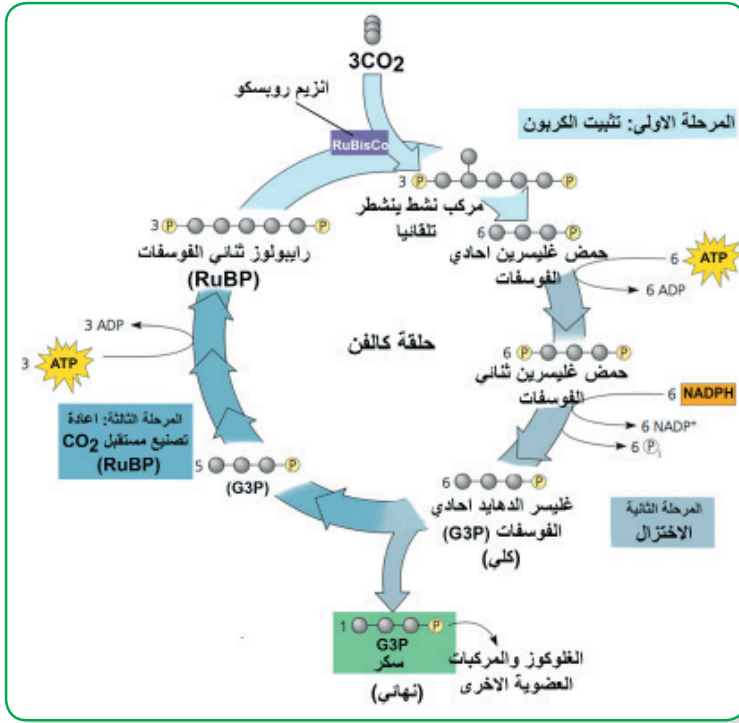 3CO2
انزيم روبسكو
RuBisCo
المرحلة الاولى: تثبيت الكربون
3 P P
مركب نشط ينشطر
تلقائيا
3 P P
رايبولوز ثنائي الفوسفات
(RuBP)
6 P
حمض غليسرين احادي
الفوسفات
6 ATP
6 ADP
حلقة كالفن
3 ADP
3 ATP
6 P P
حمض غليسرين ثنائي
الفوسفات
6 NADPH
6 NADP+
6 Pi
المرحلة الثالثة: اعادة
تصنيع مستقبل CO2
(RuBP)
5 P
(G3P)
6 P
غليسر الدهايد احادي
الفوسفات (G3P)
(كلي)
المرحلة الثانية
الاختزال
1 P
G3P
سكر
(نهائي)
الغلوكوز والمركبات
العضوية الاخرى